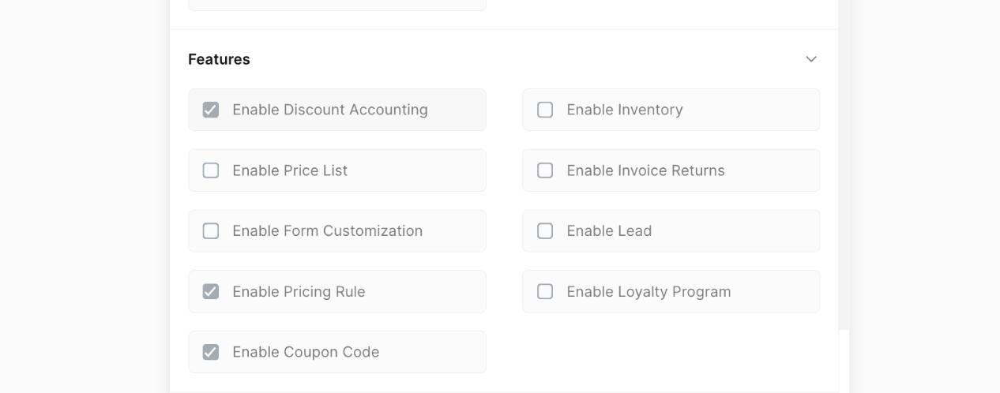 Features
Enable Discount Accounting
Enable Inventory
Enable Price List
Enable Invoice Returns
Enable Form Customization
Enable Lead
Enable Pricing Rule
Enable Loyalty Program
Enable Coupon Code